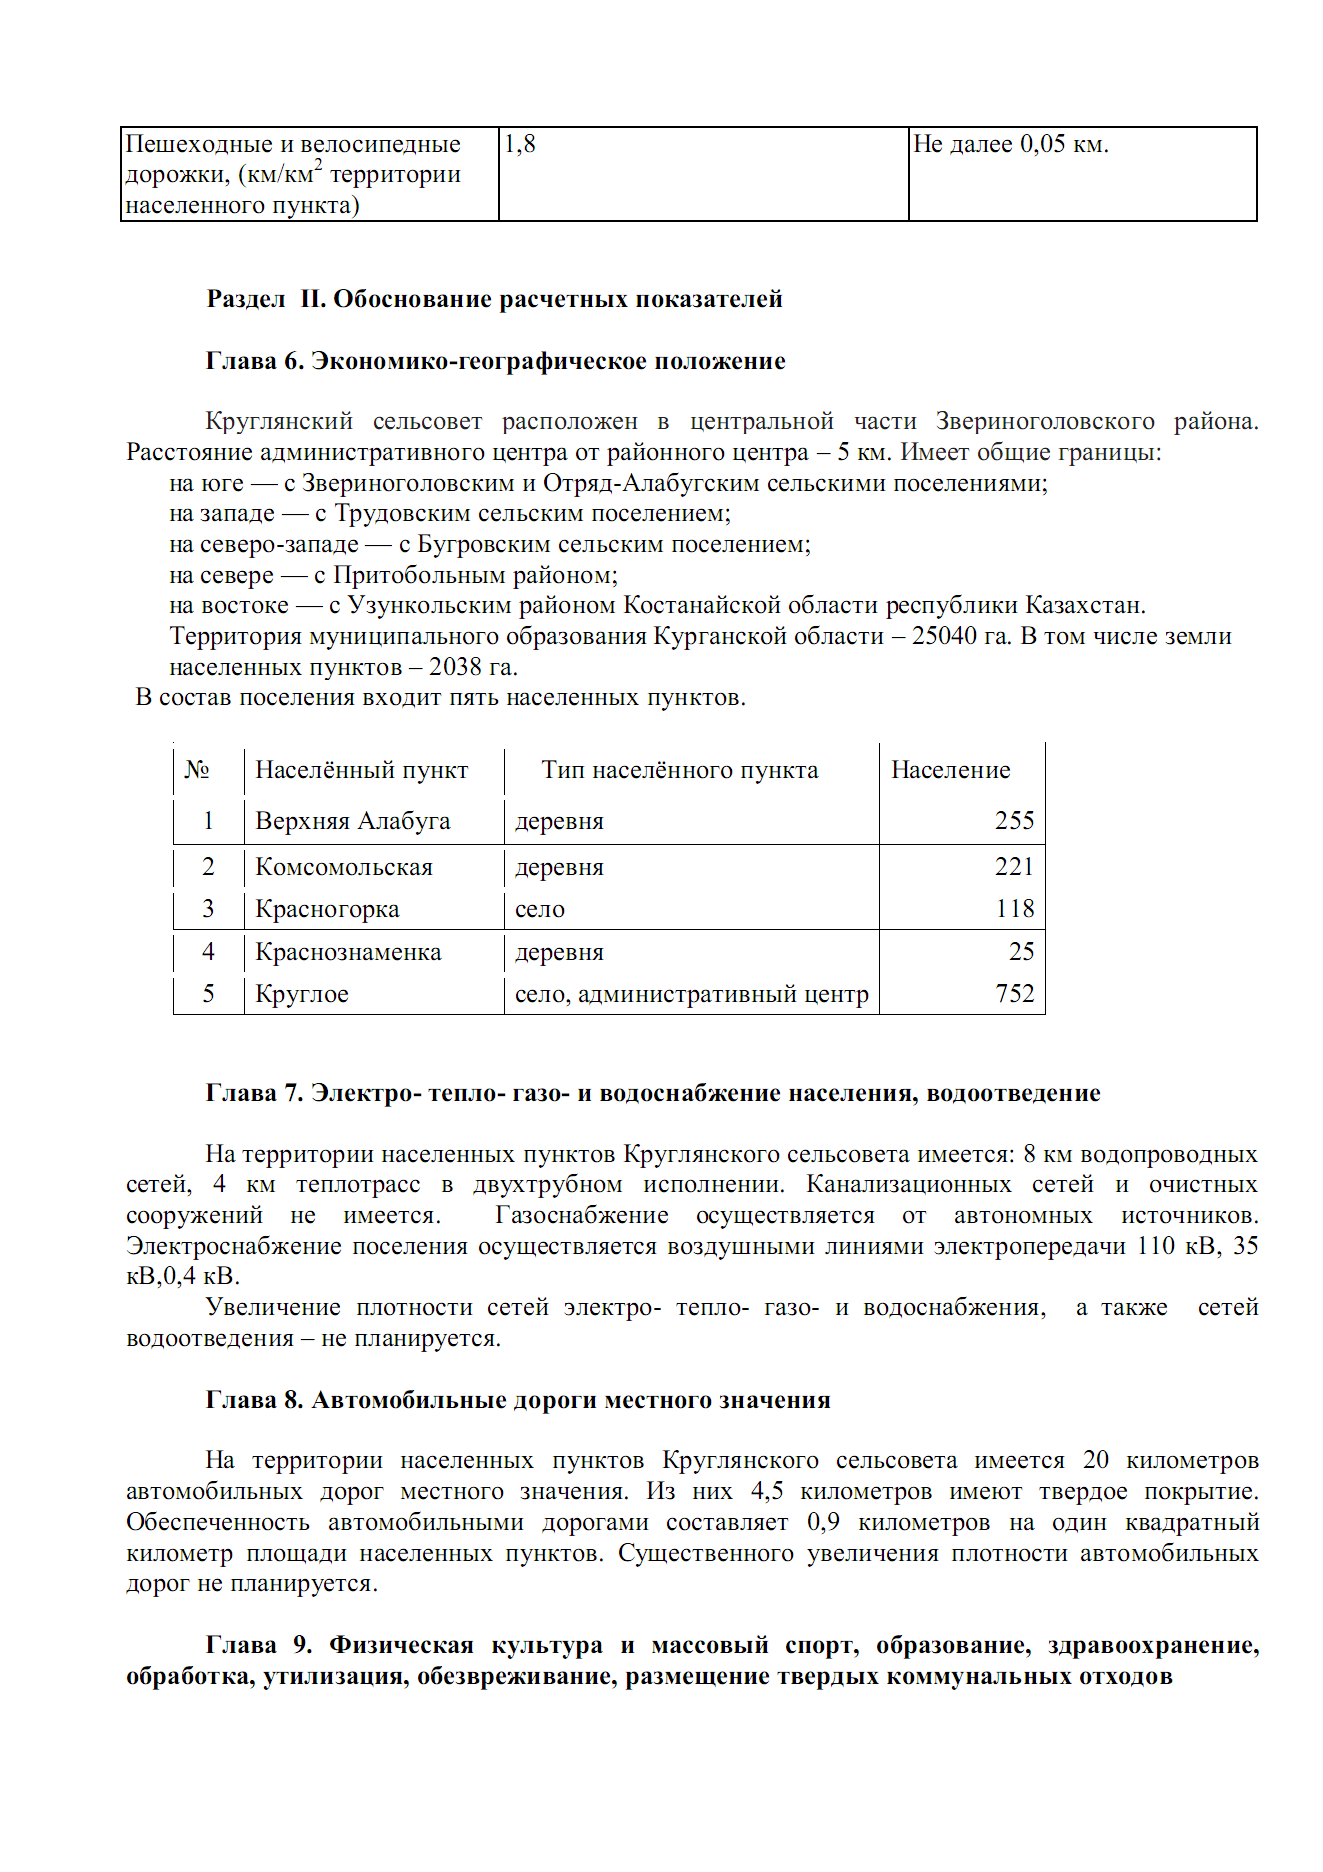 Пешеходные и велосипедные
дорожки, (км/км² территории
населенного пункта)
1,8
Не далее 0,05 км.
Раздел II. Обоснование расчетных показателей
Глава 6. Экономико-географическое положение
Круглянский сельсовет расположен в центральной части Звериноголовского района.
Расстояние административного центра от районного центра – 5 км. Имеет общие границы:
на юге — с Звериноголовским и Отряд-Алабугским сельскими поселениями;
на западе — с Трудовским сельским поселением;
на северо-западе — с Бугровским сельским поселением;
на севере — с Притобольным районом;
на востоке — с Узункольским районом Костанайской области республики Казахстан.
Территория муниципального образования Курганской области – 25040 га. В том числе земли
населенных пунктов – 2038 га.
В состав поселения входит пять населенных пунктов.
№ Населённый пункт Тип населённого пункта Население
1 Верхняя Алабуга деревня 255
2 Комсомольская деревня 221
3 Красногорка село 118
4 Краснознаменка деревня 25
5 Круглое село, административный центр 752
Глава 7. Электро- тепло- газо- и водоснабжение населения, водоотведение
На территории населенных пунктов Круглянского сельсовета имеется: 8 км водопроводных
сетей, 4 км теплотрасс в двухтрубном исполнении. Канализационных сетей и очистных
сооружений не имеется. Газоснабжение осуществляется от автономных источников.
Электроснабжение поселения осуществляется воздушными линиями электропередачи 110 кВ, 35
кВ,0,4 кВ.
Увеличение плотности сетей электро- тепло- газо- и водоснабжения, а также сетей
водоотведения – не планируется.
Глава 8. Автомобильные дороги местного значения
На территории населенных пунктов Круглянского сельсовета имеется 20 километров
автомобильных дорог местного значения. Из них 4,5 километров имеют твердое покрытие.
Обеспеченность автомобильными дорогами составляет 0,9 километров на один квадратный
километр площади населенных пунктов. Существенного увеличения плотности автомобильных
дорог не планируется.
Глава 9. Физическая культура и массовый спорт, образование, здравоохранение,
обработка, утилизация, обезвреживание, размещение твердых коммунальных отходов